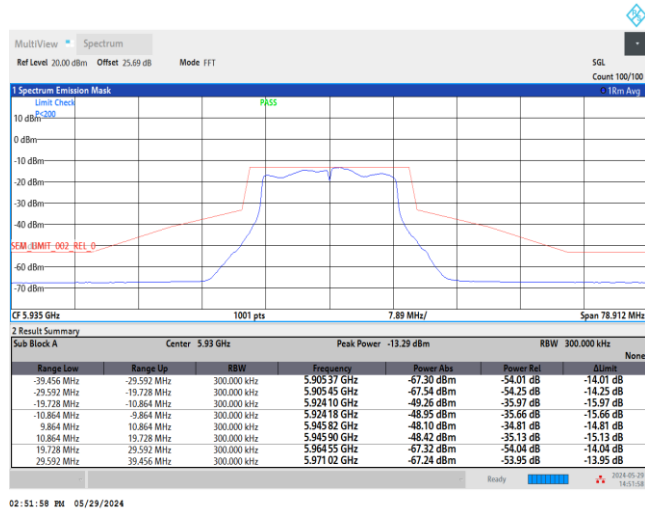 MultiView Spectrum
Ref Level 20.00 dBm Offset 25.69 dB Mode FFT SGL
Count 100/100
1 Spectrum Emission Mask 1Rm Avg
Limit Check PASS
P<200
10 dBm
0 dBm
-10 dBm
-20 dBm
-30 dBm
-40 dBm
SEM_LIMIT_002_REL_0
-60 dBm
-70 dBm
CF 5.935 GHz 1001 pts 7.89 MHz/ Span 78.912 MHz
2 Result Summary
Sub Block A Center 5.93 GHz Peak Power -13.29 dBm RBW 300.000 kHz
None
Range Low Range Up RBW Frequency Power Abs Power Rel ΔLimit
-39.456 MHz -29.592 MHz 300.000 kHz 5.905 37 GHz -67.30 dBm -54.01 dB -14.01 dB
-29.592 MHz -19.728 MHz 300.000 kHz 5.905 45 GHz -67.54 dBm -54.25 dB -14.25 dB
-19.728 MHz -10.864 MHz 300.000 kHz 5.924 10 GHz -49.26 dBm -35.97 dB -15.97 dB
-10.864 MHz -9.864 MHz 300.000 kHz 5.924 18 GHz -48.95 dBm -35.66 dB -15.66 dB
9.864 MHz 10.864 MHz 300.000 kHz 5.945 82 GHz -48.10 dBm -34.81 dB -14.81 dB
10.864 MHz 19.728 MHz 300.000 kHz 5.945 90 GHz -48.42 dBm -35.13 dB -15.13 dB
19.728 MHz 29.592 MHz 300.000 kHz 5.964 55 GHz -67.32 dBm -54.04 dB -14.04 dB
29.592 MHz 39.456 MHz 300.000 kHz 5.971 02 GHz -67.24 dBm -53.95 dB -13.95 dB
Ready 2024-05-29
14:51:58
02:51:58 PM 05/29/2024